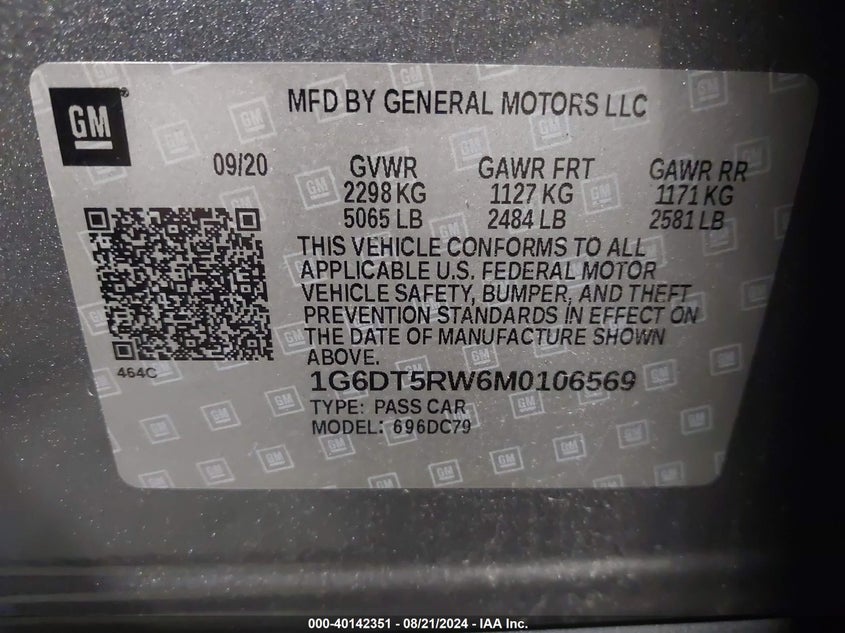 GM
MFD BY GENERAL MOTORS LLC
09/20 GVWR GAWR FRT GAWR RR
2298 KG 1127 KG 1171 KG
5065 LB 2484 LB 2581 LB
THIS VEHICLE CONFORMS TO ALL
APPLICABLE U.S. FEDERAL MOTOR
VEHICLE SAFETY, BUMPER, AND THEFT
PREVENTION STANDARDS IN EFFECT ON
THE DATE OF MANUFACTURE SHOWN
ABOVE.
464C
1G6DT5RW6M0106569
TYPE: PASS CAR
MODEL: 696DC79
000-40142351 - 08/21/2024 - IAA Inc.